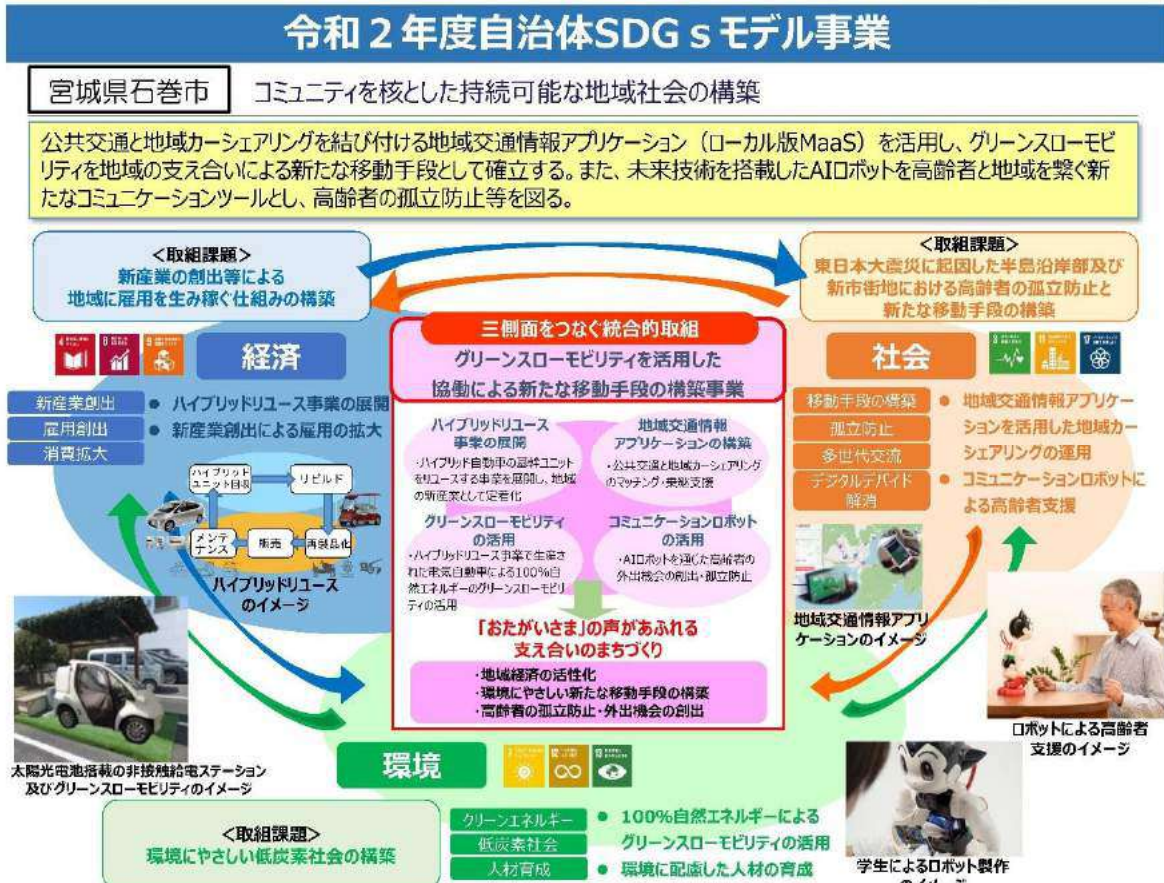 令和２年度自治体SDGｓモデル事業
宮城県石巻市
コミュニティを核とした持続可能な地域社会の構築
公共交通と地域カーシェアリングを結び付ける地域交通情報アプリケーション（ローカル版MaaS）を活用し、グリーンスローモビ
リティを地域の支え合いによる新たな移動手段として確立する。また、未来技術を搭載したAIロボットを高齢者と地域を繋ぐ新
たなコミュニケーションツールとし、高齢者の孤立防止等を図る。
＜取組課題＞
新産業の創出等による
地域に雇用を生み稼ぐ仕組みの構築
＜取組課題＞
東日本大震災に起因した半島沿岸部及び
新市街地における高齢者の孤立防止と
新たな移動手段の構築
経済
新産業創出
雇用創出
消費拡大
● ハイブリッドリユース事業の展開
● 新産業創出による雇用の拡大
ハイブリッド
ユニット回収
リビルド
メンテ
ナンス
販売
再製品化
ハイブリッドリユース
のイメージ
三側面をつなぐ統合的取組
グリーンスローモビリティを活用した
協働による新たな移動手段の構築事業
ハイブリッドリユース
事業の展開
・ハイブリッド自動車の基幹ユニット
をリユースする事業を展開し、地域
の新産業として定着化
地域交通情報
アプリケーションの構築
・公共交通と地域カーシェアリング
のマッチング・乗継支援
グリーンスローモビリティ
の活用
・ハイブリッドリユース事業で生産さ
れた電気自動車による100％自
然エネルギーのグリーンスローモビリ
ティの活用
コミュニケーションロボット
の活用
・AIロボットを通じた高齢者の
外出機会の創出・孤立防止
「おたがいさま」の声があふれる
支え合いのまちづくり
・地域経済の活性化
・環境にやさしい新たな移動手段の構築
・高齢者の孤立防止・外出機会の創出
社会
移動手段の構築
孤立防止
多世代交流
デジタルデバイド
解消
● 地域交通情報アプリケー
ションを活用した地域カー
シェアリングの運用
● コミュニケーションロボットに
よる高齢者支援
地域交通情報アプリ
ケーションのイメージ
ロボットによる高齢者
支援のイメージ
太陽光電池搭載の非接触給電ステーション
及びグリーンスローモビリティのイメージ
環境
＜取組課題＞
環境にやさしい低炭素社会の構築
クリーンエネルギー
低炭素社会
人材育成
● 100％自然エネルギーによる
グリーンスローモビリティの活用
● 環境に配慮した人材の育成
学生によるロボット製作
のイメージ